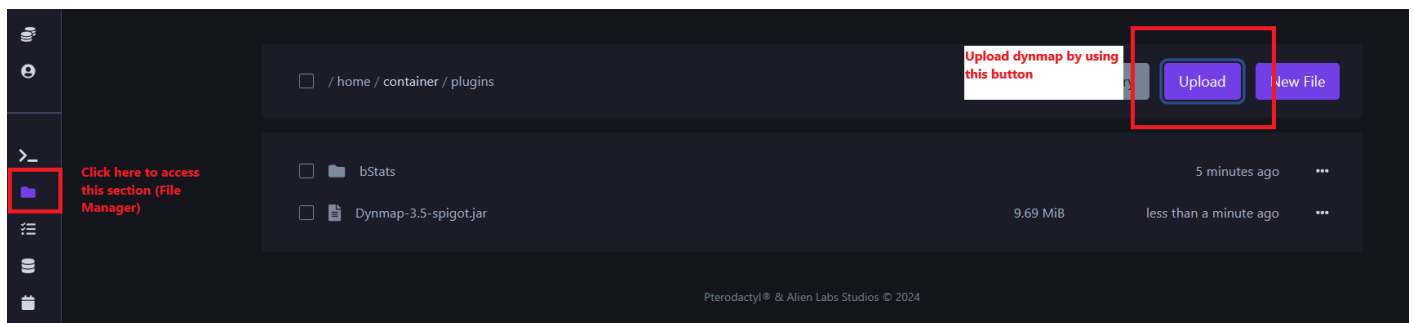 Upload dynmap by using
this button
/ home / container / plugins
Upload
New File
>_
Click here to access
this section (File
Manager)
bStats 5 minutes ago •••
Dynmap-3.5-spigot.jar 9.69 MiB less than a minute ago •••
Pterodactyl® & Alien Labs Studios © 2024